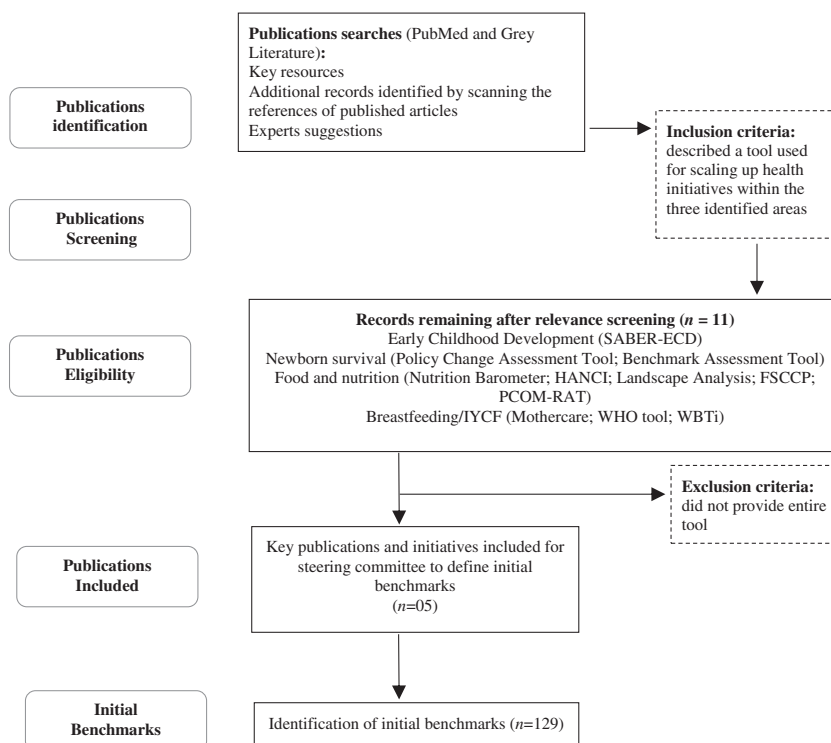 Publications searches (PubMed and Grey
Literature):
Key resources
Additional records identified by scanning the
references of published articles
Experts suggestions
Publications
identification
Inclusion criteria:
described a tool used
for scaling up health
initiatives within the
three identified areas
Publications
Screening
Records remaining after relevance screening (n = 11)
Early Childhood Development (SABER-ECD)
Newborn survival (Policy Change Assessment Tool; Benchmark Assessment Tool)
Food and nutrition (Nutrition Barometer; HANCI; Landscape Analysis; FSCCP;
PCOM-RAT)
Breastfeeding/IYCF (Mothercare; WHO tool; WBTi)
Publications
Eligibility
Exclusion criteria:
did not provide entire
tool
Key publications and initiatives included for
steering committee to define initial
benchmarks
(n=05)
Publications
Included
Initial
Benchmarks
Identification of initial benchmarks (n=129)